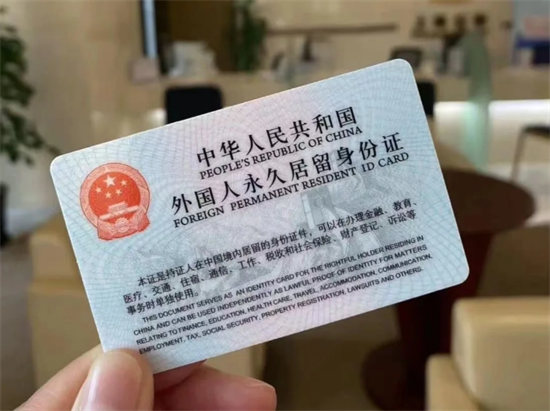 中华人民共和国
PEOPLE'S REPUBLIC OF CHINA
外国人永久居留身份证
FOREIGN PERMANENT RESIDENT ID CARD
本证是持证人在中国境内居留的身份证件，可以在办理金融、教育、
医疗、交通、住宿、通信、工作、税收和社会保险、财产登记、诉讼等
事务时单独使用。
THIS DOCUMENT SERVES AS AN IDENTITY CARD FOR THE RIGHTFUL HOLDER RESIDING IN
CHINA AND CAN BE USED INDEPENDENTLY AS LAWFUL PROOF OF IDENTITY FOR MATTERS
RELATING TO FINANCE, EDUCATION, HEALTH CARE, TRAVEL, ACCOMMODATION, COMMUNICATION,
EMPLOYMENT, TAX, SOCIAL SECURITY, PROPERTY REGISTRATION, LAWSUITS AND OTHERS.